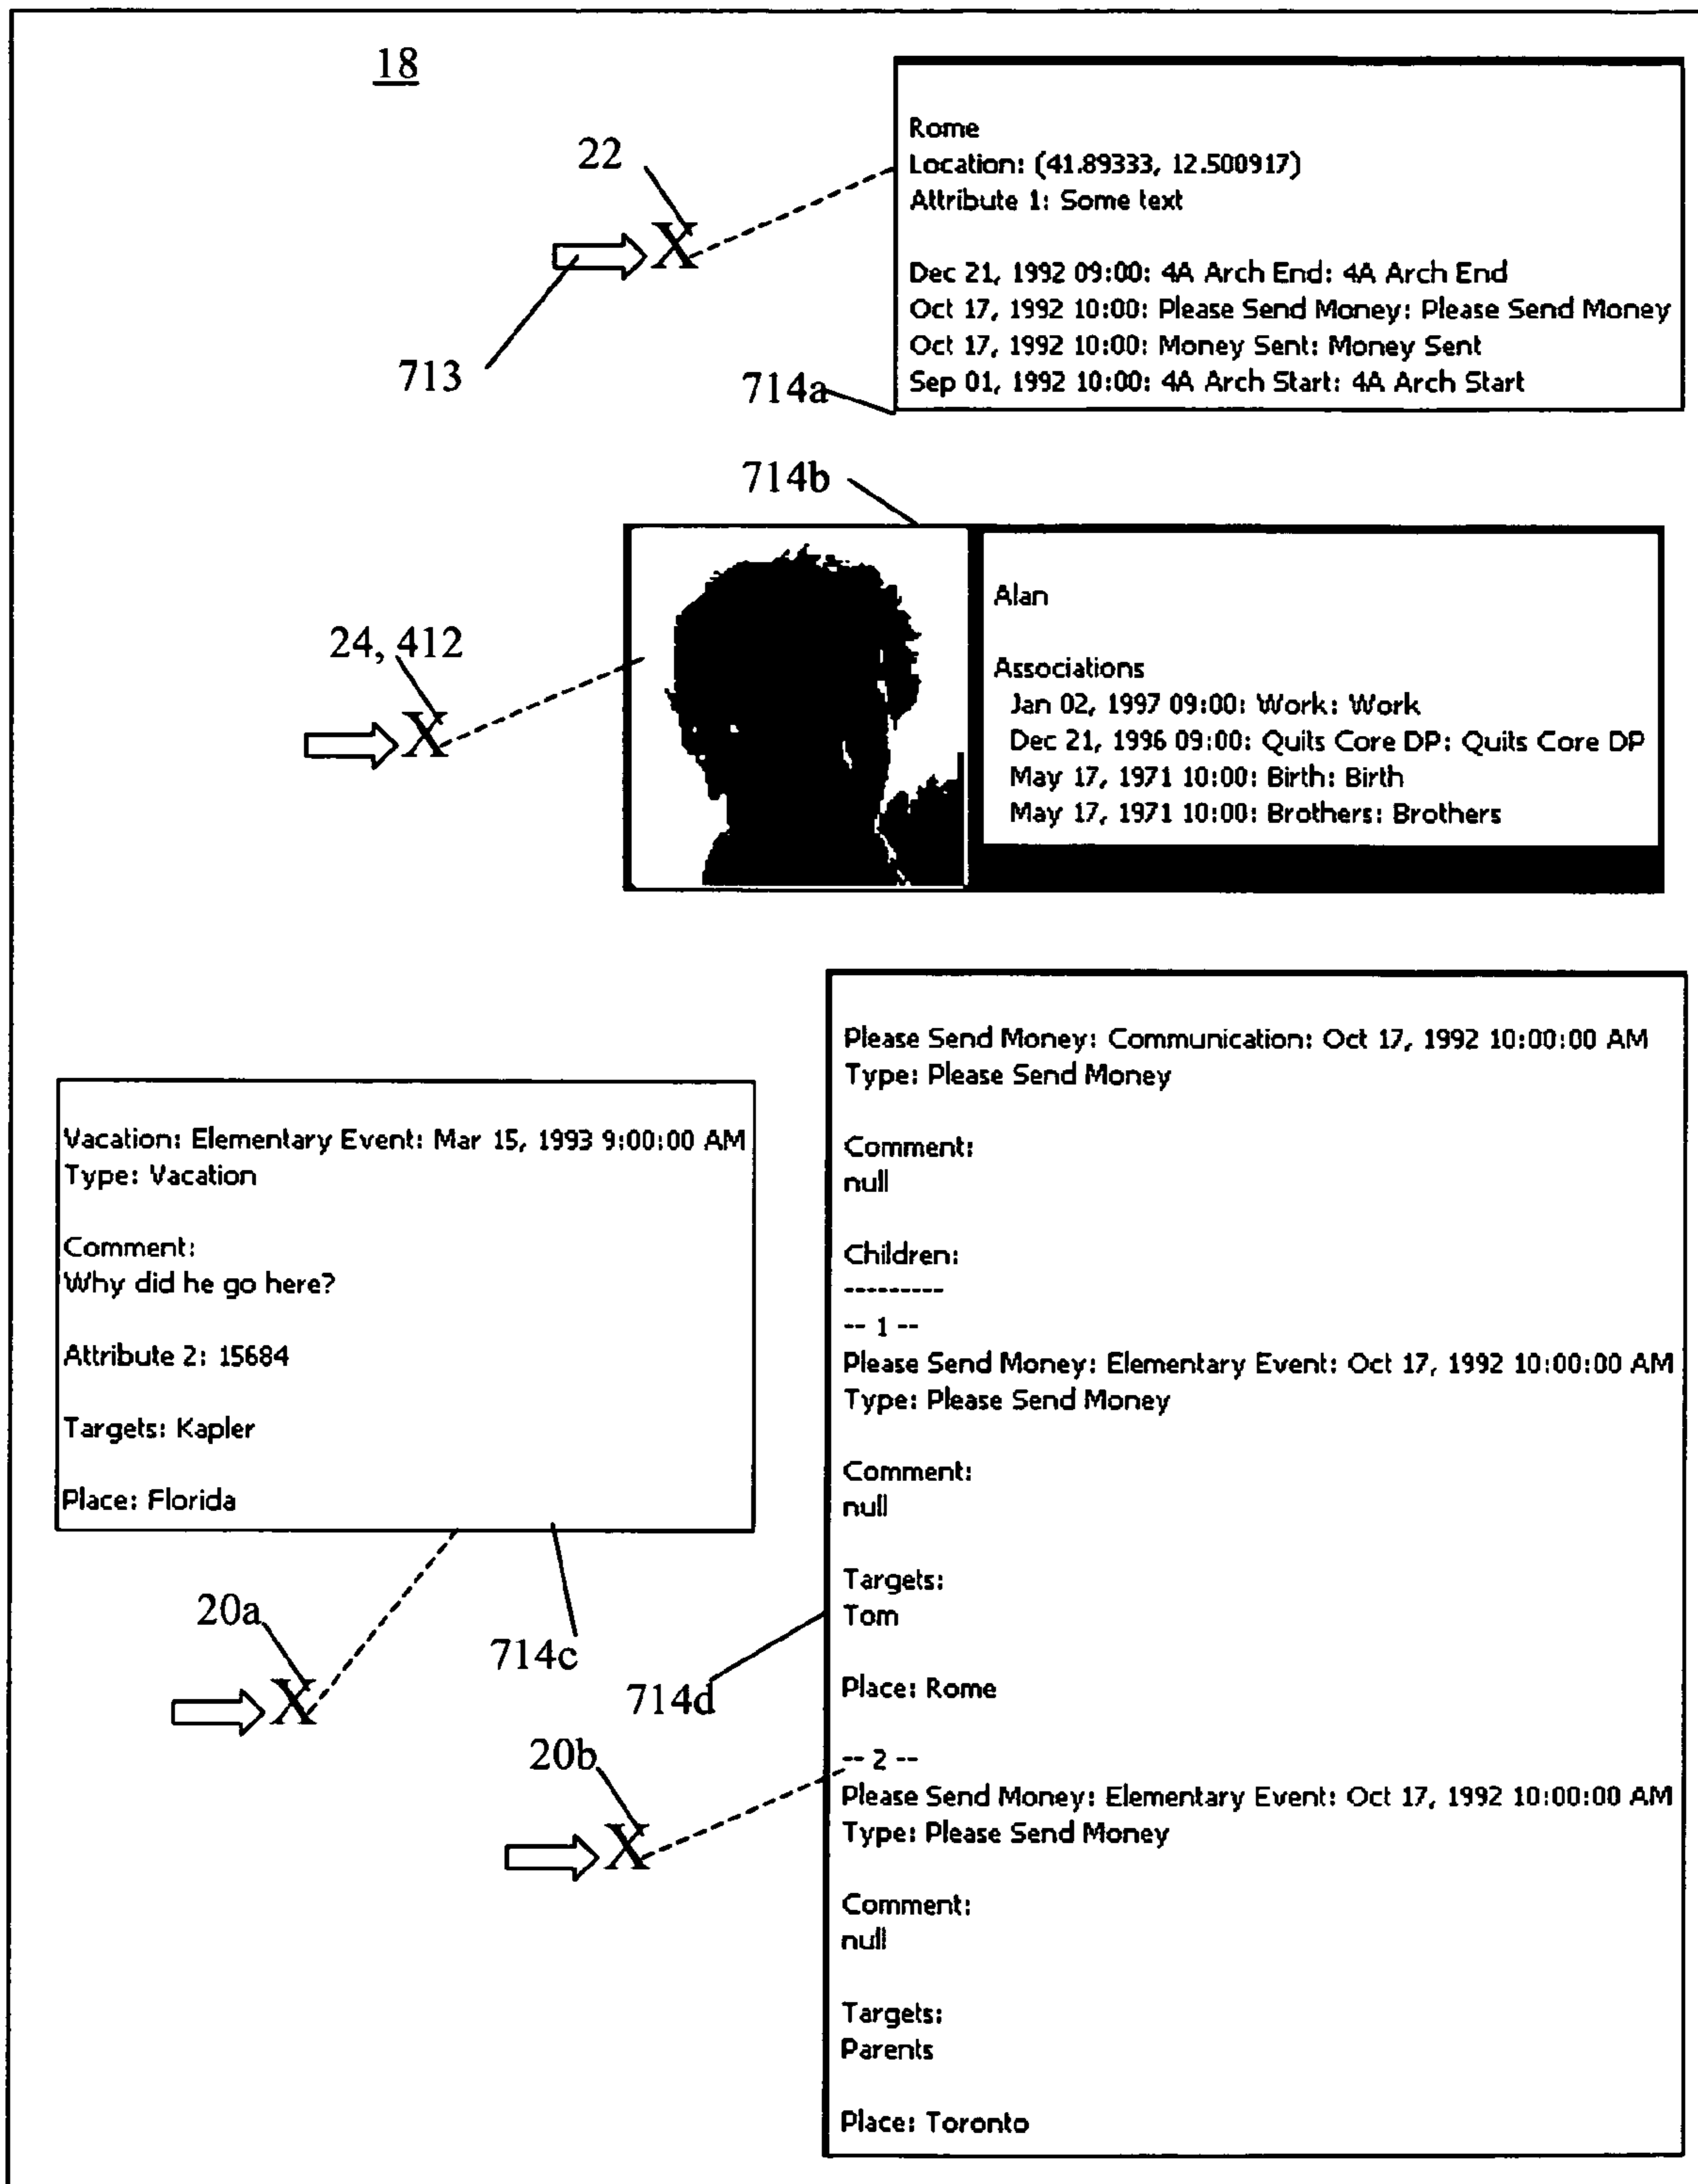 18
22
713
Rome
Location: (41.89333, 12.500917)
Attribute 1: Some text
Dec 21, 1992 09:00: 4A Arch End: 4A Arch End
Oct 17, 1992 10:00: Please Send Money: Please Send Money
Oct 17, 1992 10:00: Money Sent: Money Sent
Sep 01, 1992 10:00: 4A Arch Start: 4A Arch Start
714a
714b
24, 412
X
X
Alan
Associations
Jan 02, 1997 09:00: Work: Work
Dec 21, 1996 09:00: Quits Core DP: Quits Core DP
May 17, 1971 10:00: Birth: Birth
May 17, 1971 10:00: Brothers: Brothers
Vacation: Elementary Event: Mar 15, 1993 9:00:00 AM
Type: Vacation
Comment:
Why did he go here?
Attribute 2: 15684
Targets: Kapler
Place: Florida
20a
X
714c
714d
20b
X
Please Send Money: Communication: Oct 17, 1992 10:00:00 AM
Type: Please Send Money
Comment:
null
Children:
---------
-- 1 --
Please Send Money: Elementary Event: Oct 17, 1992 10:00:00 AM
Type: Please Send Money
Comment:
null
Targets:
Tom
Place: Rome
-- 2 --
Please Send Money: Elementary Event: Oct 17, 1992 10:00:00 AM
Type: Please Send Money
Comment:
null
Targets:
Parents
Place: Toronto